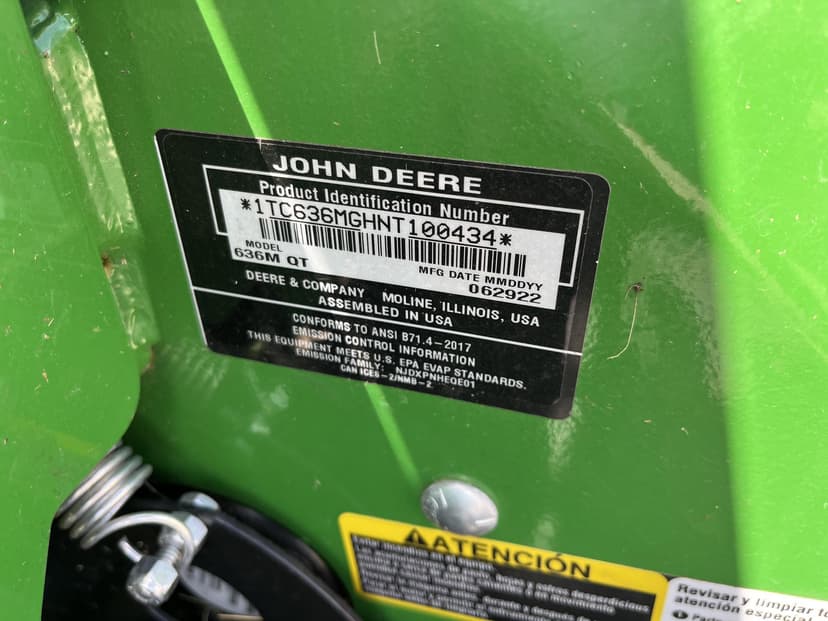 JOHN DEERE
Product Identification Number
*1TC636MGHNT100434*
MODEL
636M QT
MFG DATE MMDDYY
062922
DEERE & COMPANY MOLINE, ILLINOIS, USA
ASSEMBLED IN USA
CONFORMS TO ANSI B71.4-2017
EMISSION CONTROL INFORMATION
THIS EQUIPMENT MEETS U.S. EPA EVAP STANDARDS.
EMISSION FAMILY: NJDXPNHEQE01
CAN ICES-2/NMB-2
ATENCIÓN
Revisar y limpiar
atención especial